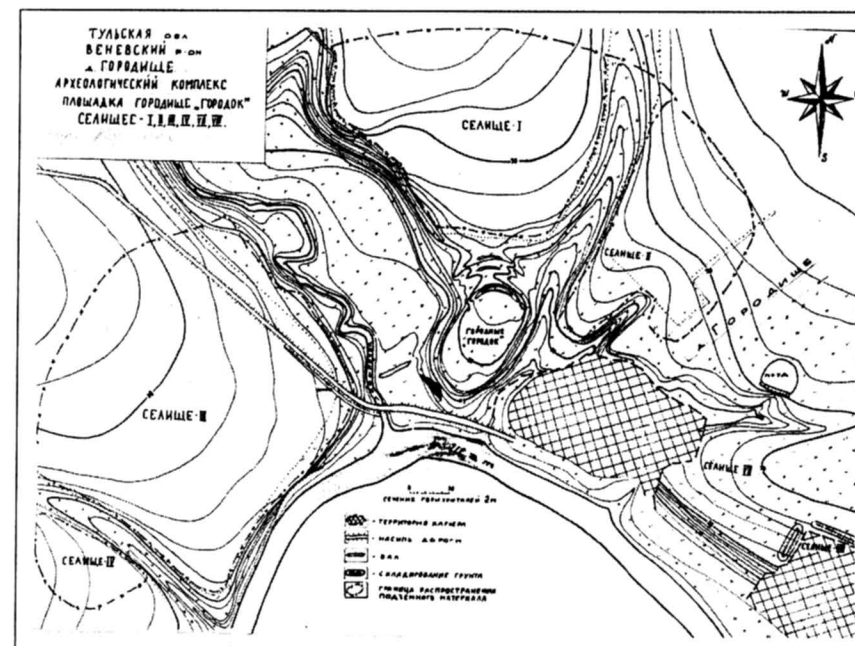 ТУЛЬСКАЯ ОБЛ
ВЕНЕВСКИЙ Р-ОН
Д. ГОРОДИЩЕ
АРХЕОЛОГИЧЕСКИЙ КОМПЛЕКС
ПЛОЩАДКА ГОРОДИЩЕ „ГОРОДОК"
СЕЛИЩЕС - I, II, III, IV, VI, VII.
N
W
S
СЕЛИЩЕ-I
СЕЛИЩЕ-II
ГОРОДИЩЕ
ГОРОДИЩЕ
"ГОРОДОК"
СЕЛИЩЕ-III
СЕЛИЩЕ VI
СЕЛИЩЕ-IV
СЕЧЕНИЕ ГОРИЗОНТАЛЕЙ 2М
- ТЕРРИТОРИЯ КАРЬЕРА
- НАСЫПЬ ДОРОГИ
- ВАЛ
- СКЛАДИРОВАНИЕ ГРУНТА
- ГРАНИЦА РАСПРОСТРАНЕНИЯ
ПОДЪЕМНОГО МАТЕРИАЛА